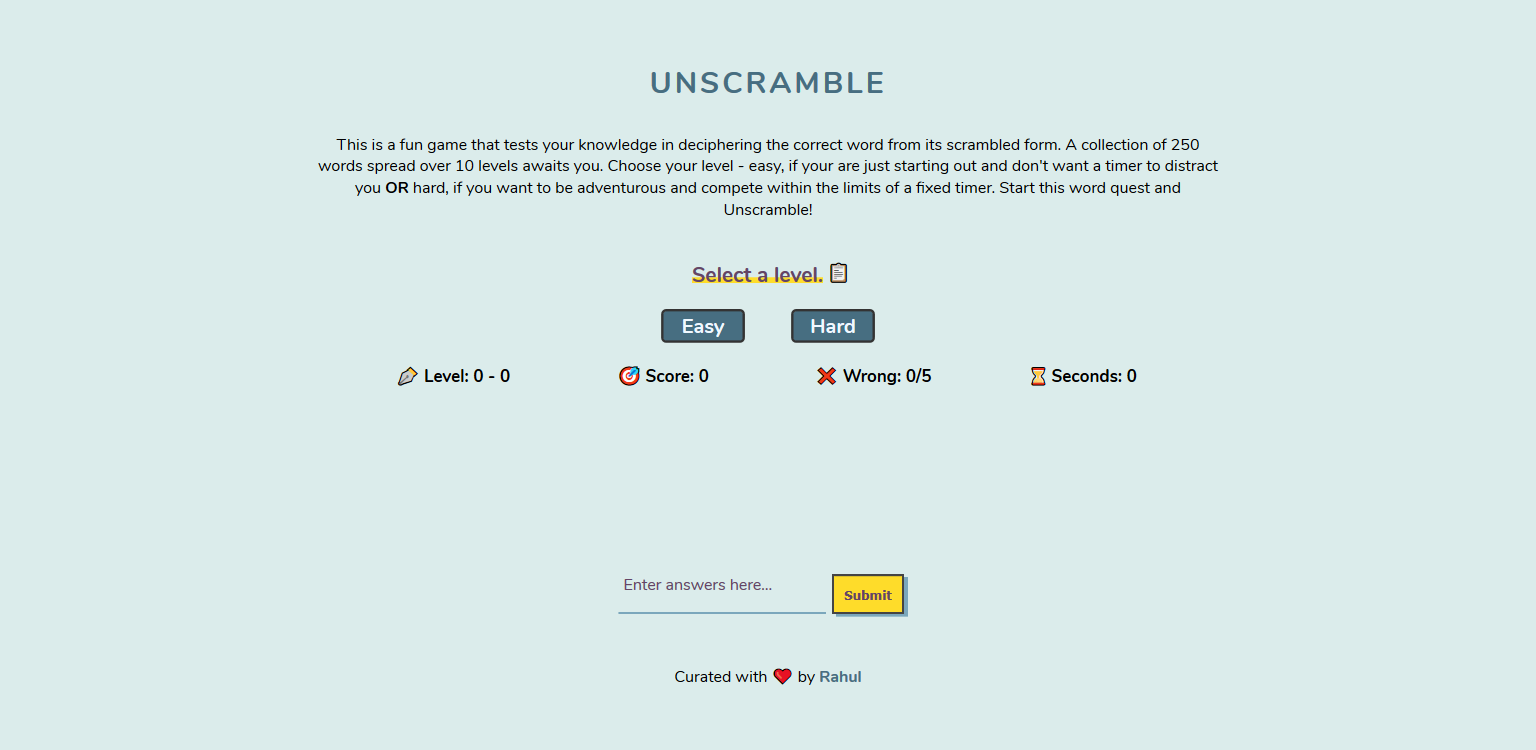 UNSCRAMBLE
This is a fun game that tests your knowledge in deciphering the correct word from its scrambled form. A collection of 250
words spread over 10 levels awaits you. Choose your level - easy, if your are just starting out and don't want a timer to distract
you OR hard, if you want to be adventurous and compete within the limits of a fixed timer. Start this word quest and
Unscramble!
Select a level.
Easy Hard
Level: 0 - 0 Score: 0 Wrong: 0/5 Seconds: 0
Enter answers here... Submit
Curated with ❤ by Rahul